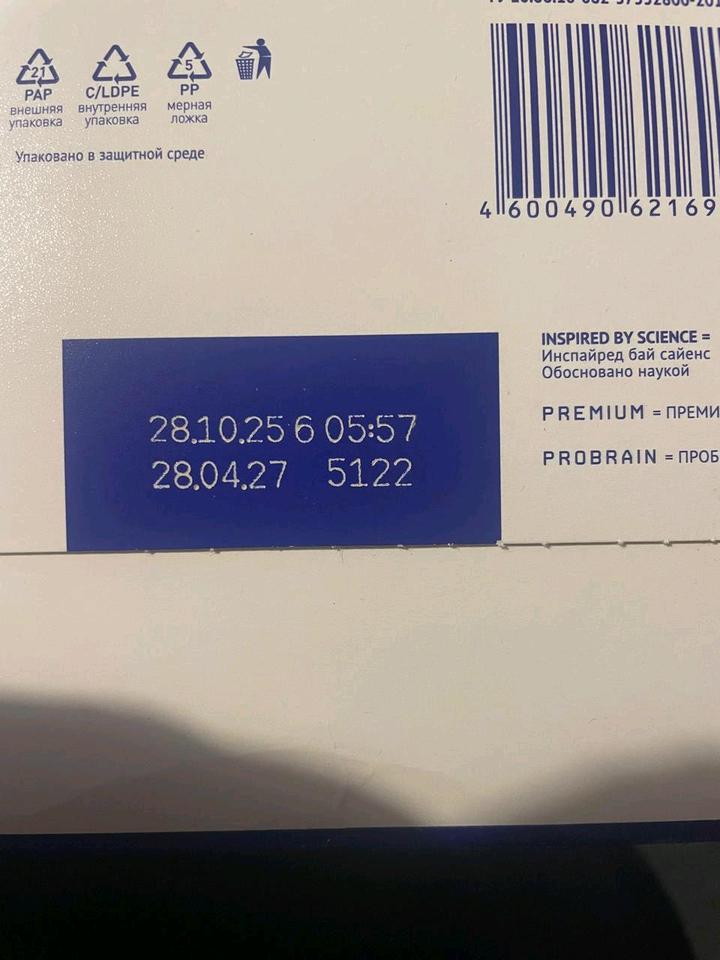 21
PAP
внешняя
упаковка
C/LDPE
внутренняя
упаковка
5
PP
мерная
ложка
Упаковано в защитной среде
4 600490 62169
28.10.25 6 05:57
28.04.27 5122
INSPIRED BY SCIENCE =
Инспайред бай сайенс
Обосновано наукой
PREMIUM = ПРЕМИ
PROBRAIN = ПРОБ